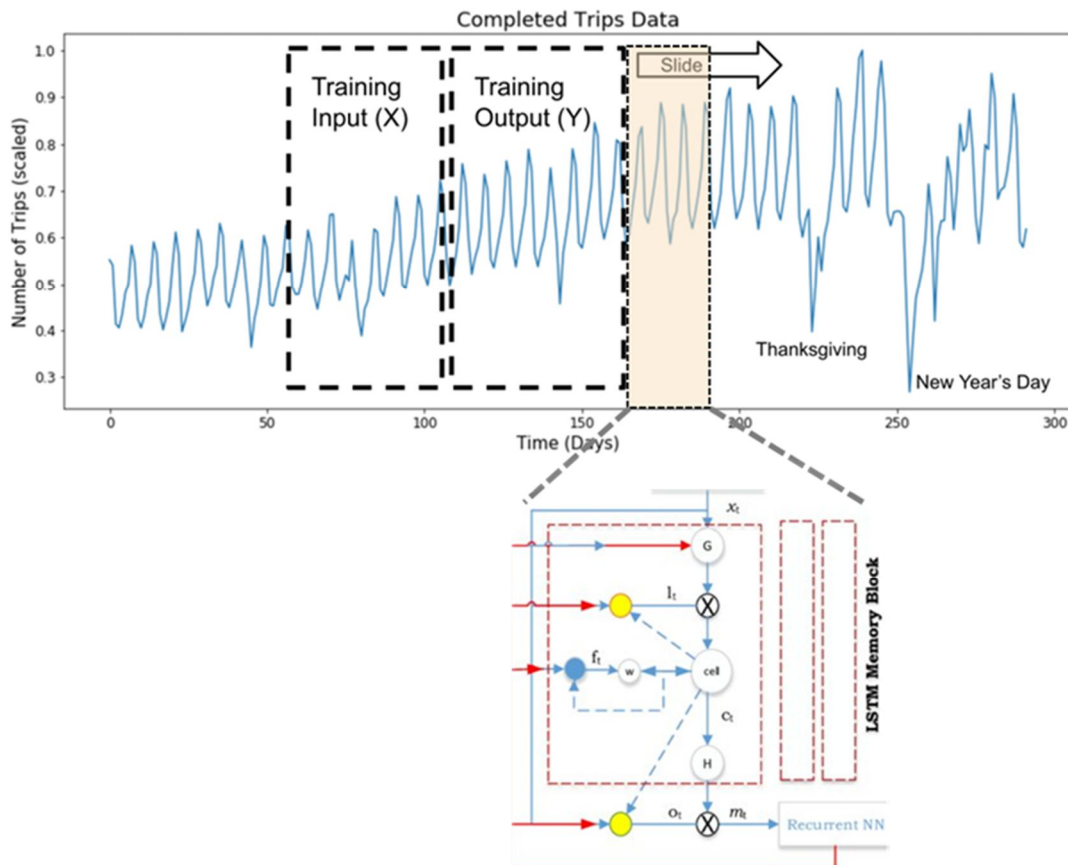 Completed Trips Data
Number of Trips (scaled)
1.0
0.9
0.8
0.7
0.6
0.5
0.4
0.3
Training
Input (X)
Training
Output (Y)
Slide
Thanksgiving
New Year's Day
0
50
100
150
200
250
300
Time (Days)
xₜ
G
lₜ
X
fₜ
w
cell
cₜ
H
oₜ
X
mₜ
Recurrent NN
LSTM Memory Block